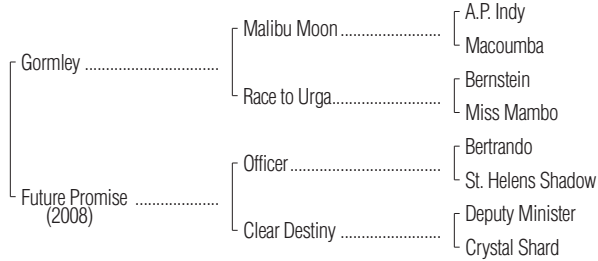 A.P. Indy
Malibu Moon ......................
Macoumba
Gormley ..............................
Bernstein
Race to Urga........................
Miss Mambo
Bertrando
Officer.................................
St. Helens Shadow
Future Promise ...................
(2008)
Deputy Minister
Clear Destiny ......................
Crystal Shard